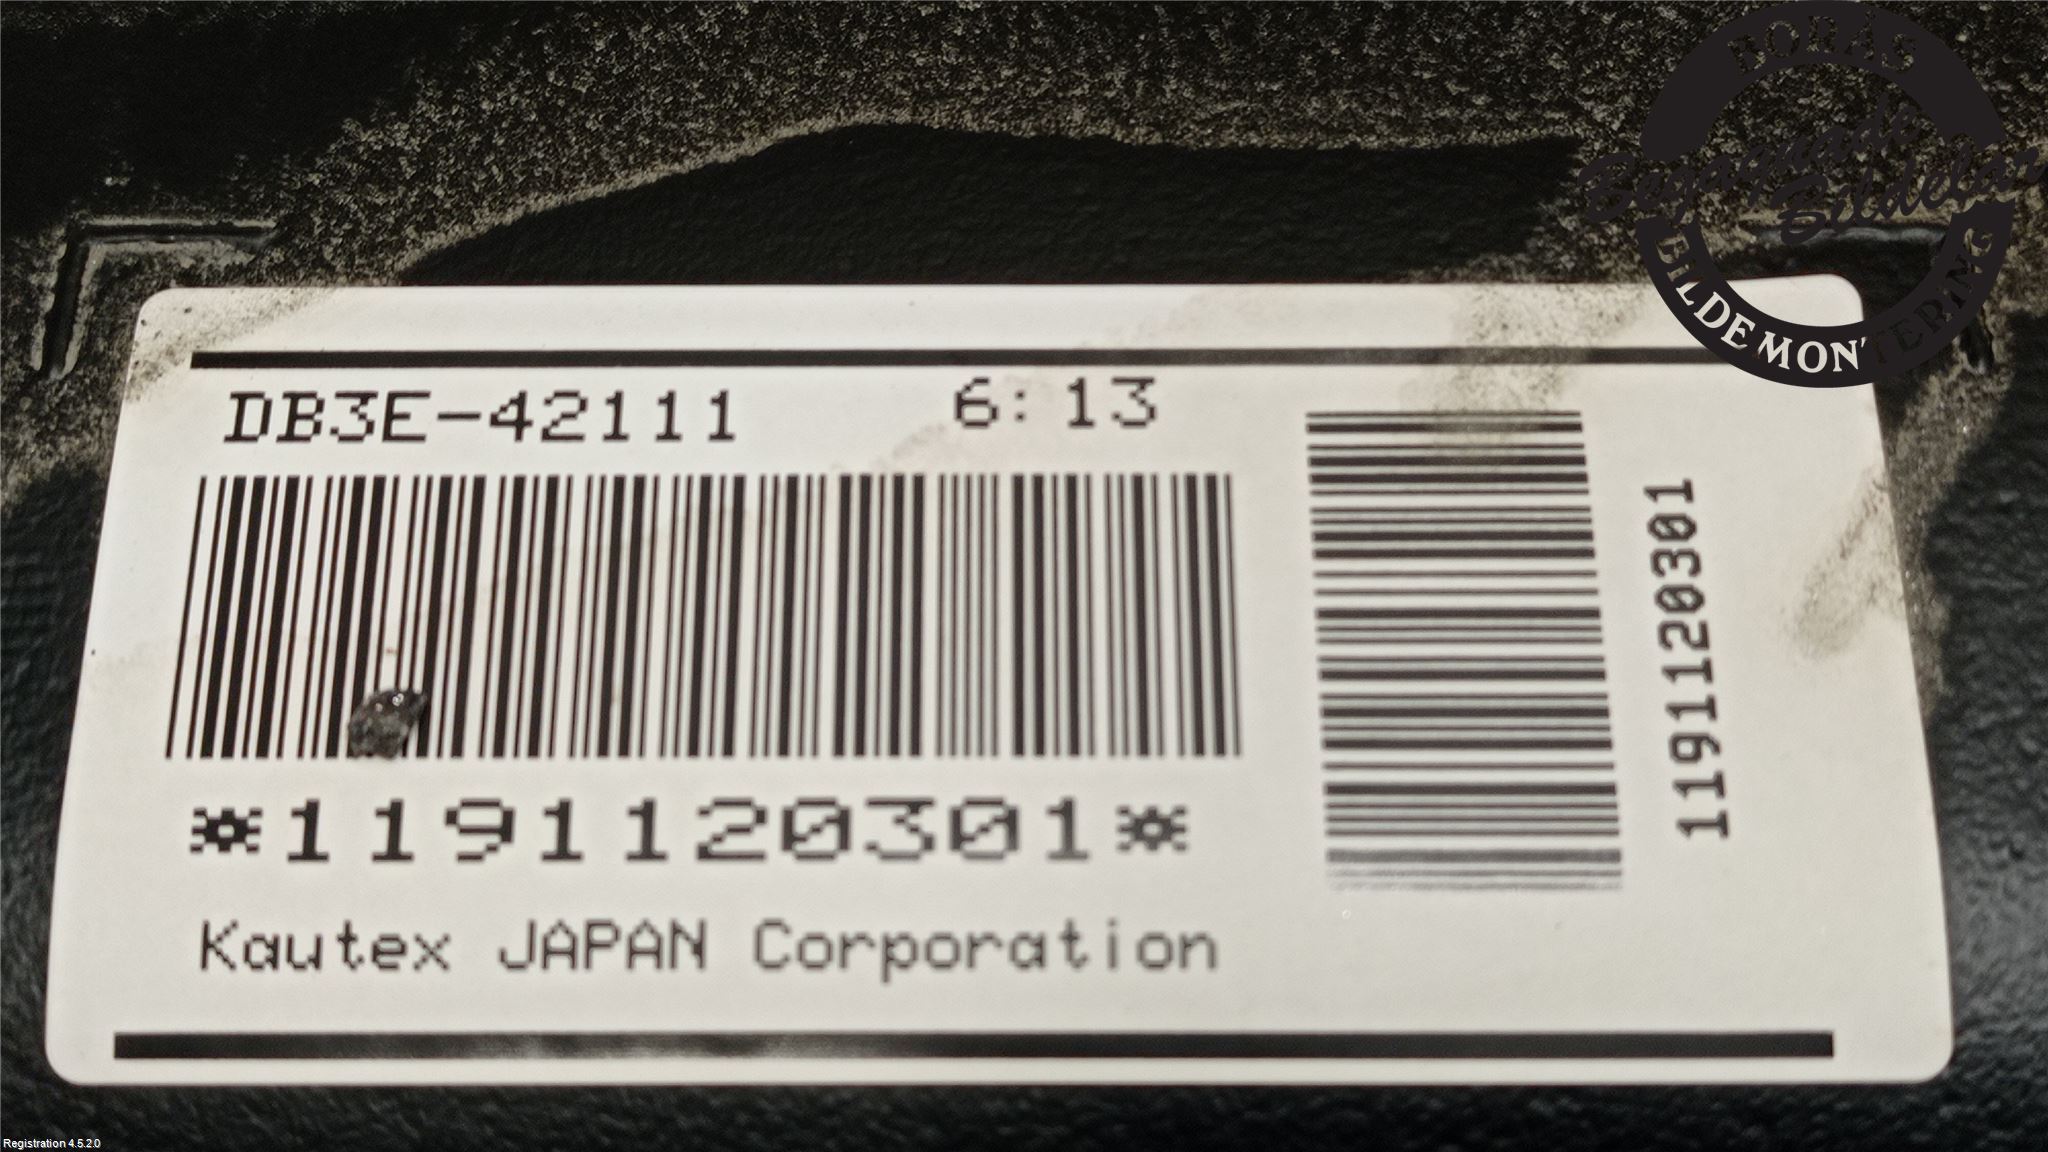 BORÅS
Begagnade
Bildelar
BILDEMONTERING
DB3E-42111 6:13
*1191120301*
1191120301
Kautex JAPAN Corporation
Registration 4.5.2.0